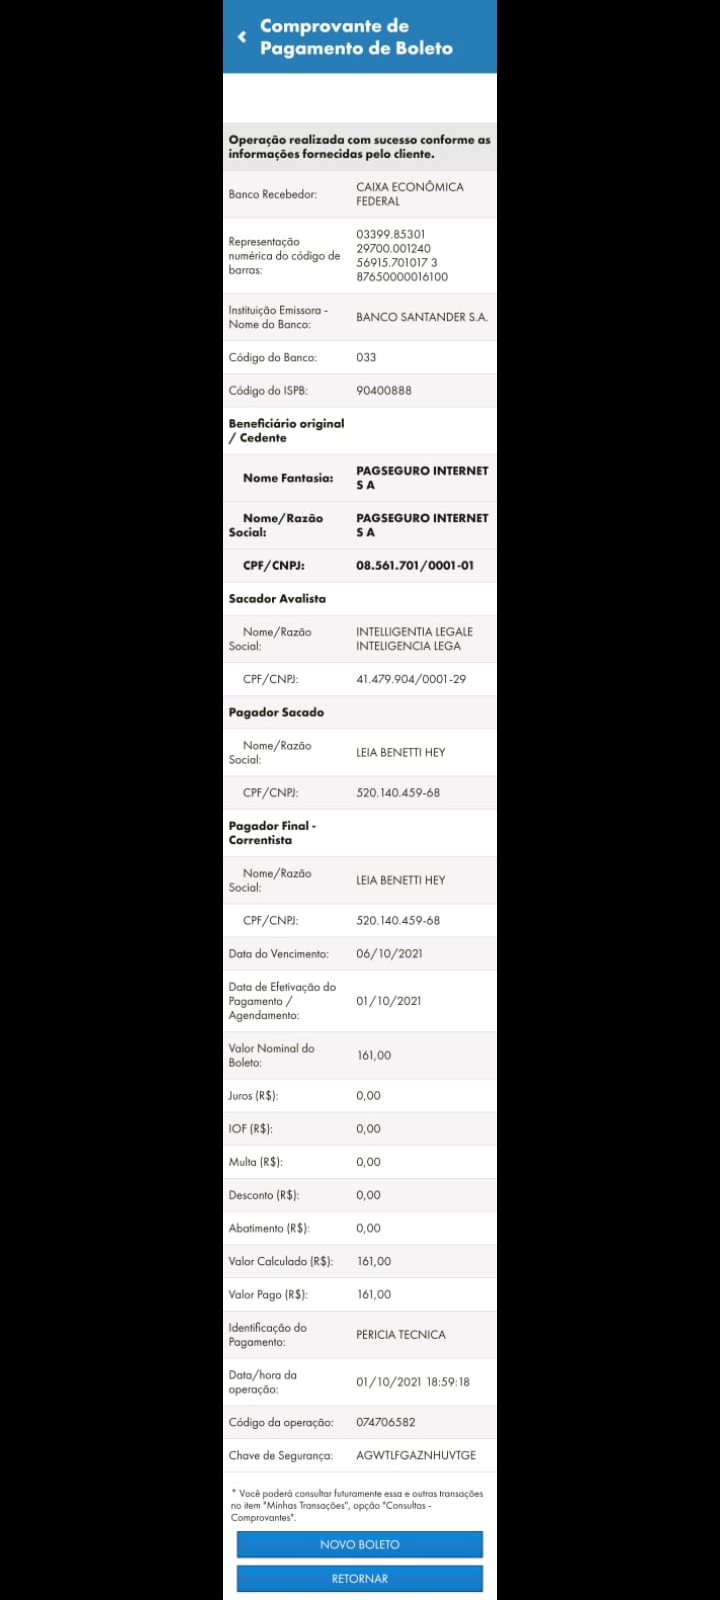 Comprovante de
Pagamento de Boleto
Operação realizada com sucesso conforme as
informações fornecidas pelo cliente.
Banco Recebedor:
CAIXA ECONÔMICA
FEDERAL
Representação
numérica do código de
barras:
03399.85301
29700.001240
56915.701017 3
87650000016100
Instituição Emissora -
Nome do Banco:
BANCO SANTANDER S.A.
Código do Banco:
033
Código do ISPB:
90400888
Beneficiário original
/ Cedente
Nome Fantasia:
PAGSEGURO INTERNET
S A
Nome/Razão
Social:
PAGSEGURO INTERNET
S A
CPF/CNPJ:
08.561.701/0001-01
Sacador Avalista
Nome/Razão
Social:
INTELLIGENTIA LEGALE
INTELIGENCIA LEGA
CPF/CNPJ:
41.479.904/0001-29
Pagador Sacado
Nome/Razão
Social:
LEIA BENETTI HEY
CPF/CNPJ:
520.140.459-68
Pagador Final -
Correntista
Nome/Razão
Social:
LEIA BENETTI HEY
CPF/CNPJ:
520.140.459-68
Data do Vencimento:
06/10/2021
Data de Efetivação do
Pagamento /
Agendamento:
01/10/2021
Valor Nominal do
Boleto:
161,00
Juros (R$):
0,00
IOF (R$):
0,00
Multa (R$):
0,00
Desconto (R$):
0,00
Abatimento (R$):
0,00
Valor Calculado (R$):
161,00
Valor Pago (R$):
161,00
Identificação do
Pagamento:
PERICIA TECNICA
Data/hora da
operação:
01/10/2021 18:59:18
Código da operação:
074706582
Chave de Segurança:
AGWTLFGAZNHUVTGE
* Você poderá consultar futuramente essa e outras transações
no item "Minhas Transações", opção "Consultas -
Comprovantes".
NOVO BOLETO
RETORNAR